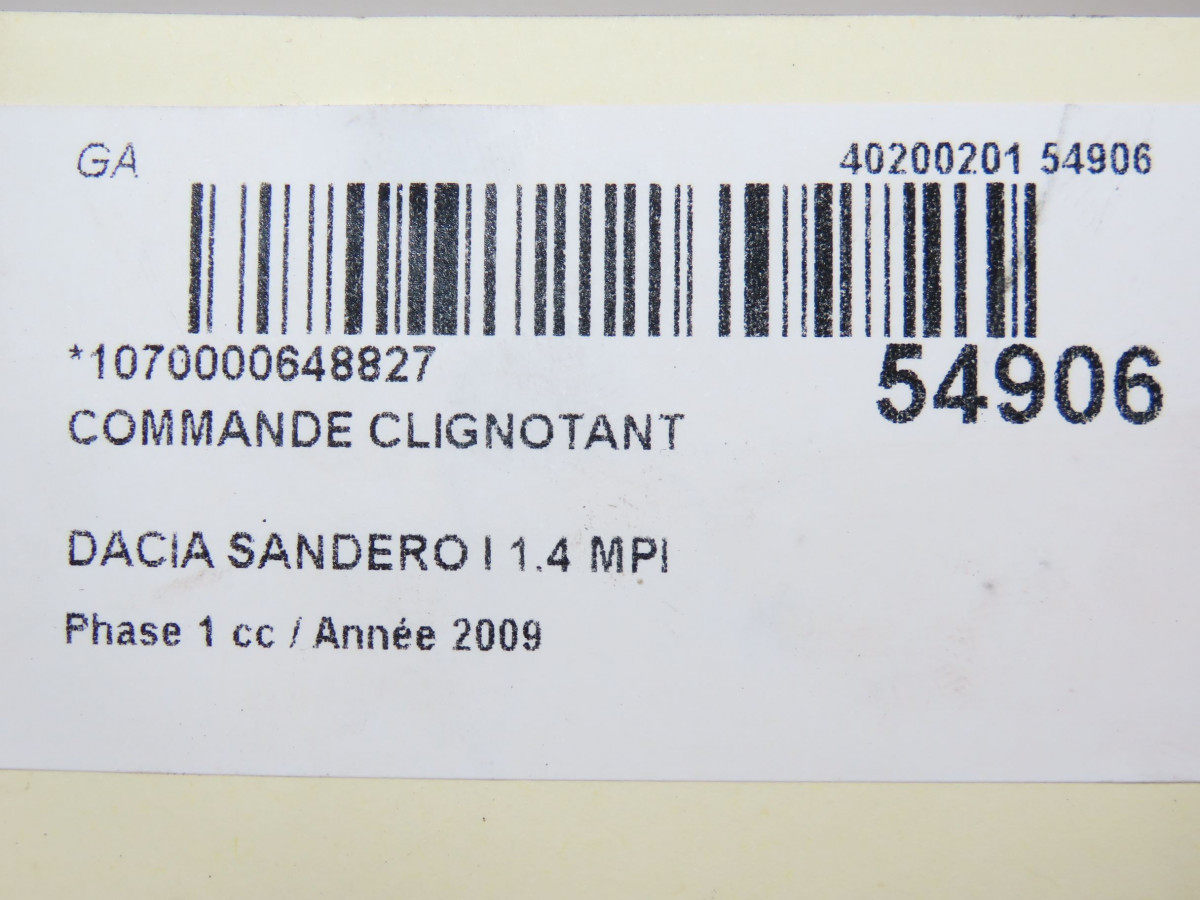 GA 40200201 54906
*1070000648827 54906
COMMANDE CLIGNOTANT
DACIA SANDERO I 1.4 MPI
Phase 1 cc / Année 2009